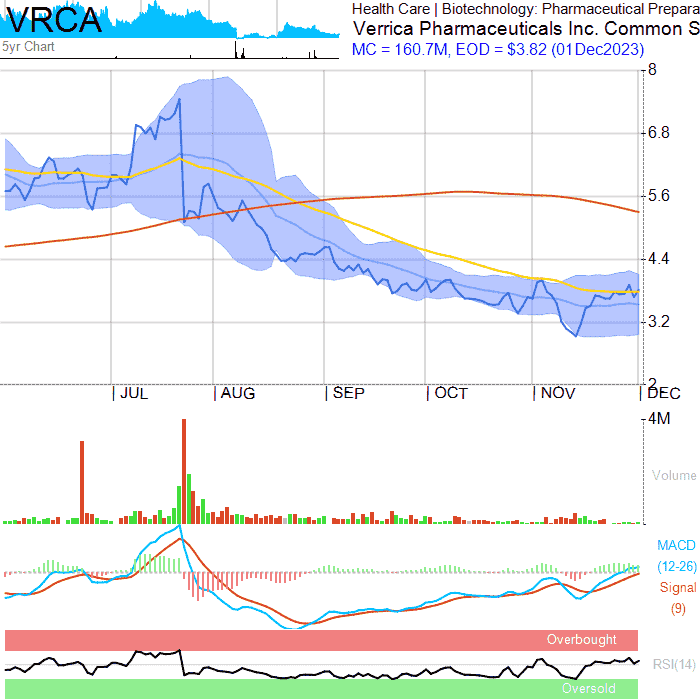 VRCA
5yr Chart
Health Care | Biotechnology: Pharmaceutical Prepara
Verrica Pharmaceuticals Inc. Common S
MC = 160.7M, EOD = $3.82 (01Dec2023)
8
6.8
5.6
4.4
3.2
2
JUL AUG SEP OCT NOV DEC
4M
Volume
MACD
(12-26)
Signal
(9)
Overbought
RSI(14)
Oversold